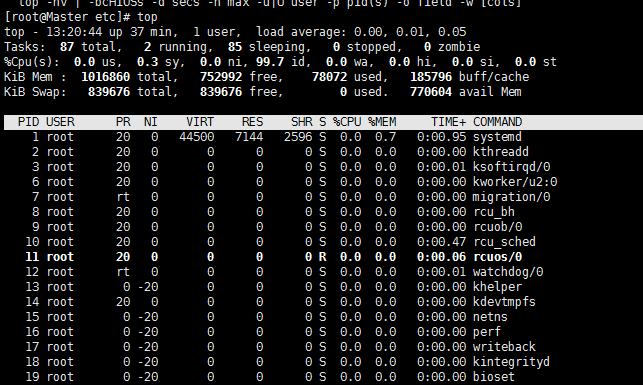 top -hv | -bcHiOSs -d secs -n max -u|U user -p pid(s) -o field -w [cols]
[root@Master etc]# top
top - 13:20:44 up 37 min,  1 user,  load average: 0.00, 0.01, 0.05
Tasks:  87 total,   2 running,  85 sleeping,   0 stopped,   0 zombie
%Cpu(s):  0.0 us,  0.3 sy,  0.0 ni, 99.7 id,  0.0 wa,  0.0 hi,  0.0 si,  0.0 st
KiB Mem :  1016860 total,   752992 free,    78072 used,   185796 buff/cache
KiB Swap:   839676 total,   839676 free,        0 used.   770604 avail Mem
PID USER      PR  NI    VIRT    RES    SHR S %CPU %MEM     TIME+ COMMAND
1 root      20   0   44500   7144   2596 S  0.0  0.7   0:00.95 systemd
2 root      20   0       0      0      0 S  0.0  0.0   0:00.00 kthreadd
3 root      20   0       0      0      0 S  0.0  0.0   0:00.01 ksoftirqd/0
6 root      20   0       0      0      0 S  0.0  0.0   0:00.00 kworker/u2:0
7 root      rt   0       0      0      0 S  0.0  0.0   0:00.00 migration/0
8 root      20   0       0      0      0 S  0.0  0.0   0:00.00 rcu_bh
9 root      20   0       0      0      0 S  0.0  0.0   0:00.00 rcuob/0
10 root      20   0       0      0      0 S  0.0  0.0   0:00.47 rcu_sched
11 root      20   0       0      0      0 R  0.0  0.0   0:00.06 rcuos/0
12 root      rt   0       0      0      0 S  0.0  0.0   0:00.01 watchdog/0
13 root       0 -20       0      0      0 S  0.0  0.0   0:00.00 khelper
14 root      20   0       0      0      0 S  0.0  0.0   0:00.00 kdevtmpfs
15 root       0 -20       0      0      0 S  0.0  0.0   0:00.00 netns
16 root       0 -20       0      0      0 S  0.0  0.0   0:00.00 perf
17 root       0 -20       0      0      0 S  0.0  0.0   0:00.00 writeback
18 root       0 -20       0      0      0 S  0.0  0.0   0:00.00 kintegrityd
19 root       0 -20       0      0      0 S  0.0  0.0   0:00.00 bioset